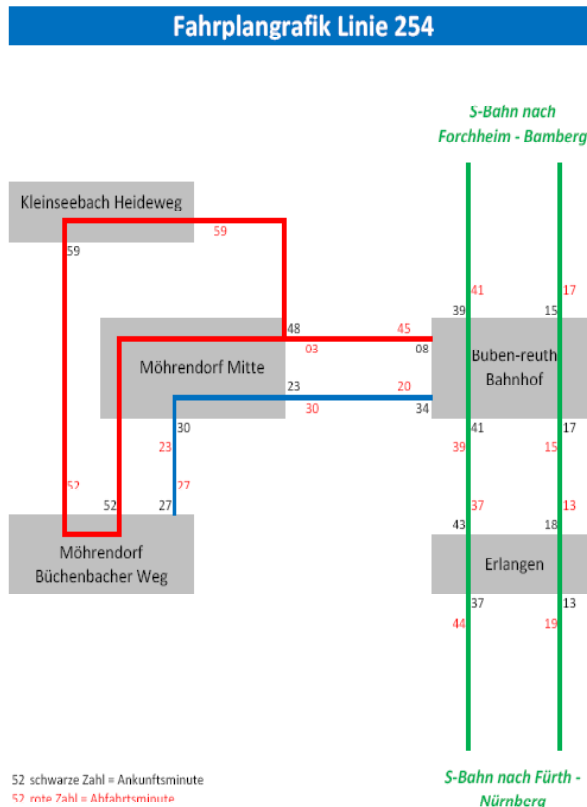 Fahrplangrafik Linie 254
S-Bahn nach
Forchheim - Bamberg
Kleinseebach Heideweg
59
59
41
17
39
15
48
45
03
08
Möhrendorf Mitte
Buben-reuth
Bahnhof
23
20
30
34
30
41
17
23
39
15
52
27
37
13
52
27
43
18
Möhrendorf
Büchenbacher Weg
Erlangen
37
13
44
19
52 schwarze Zahl = Ankunftsminute
52 rote Zahl = Abfahrtsminute
S-Bahn nach Fürth -
Nürnberg